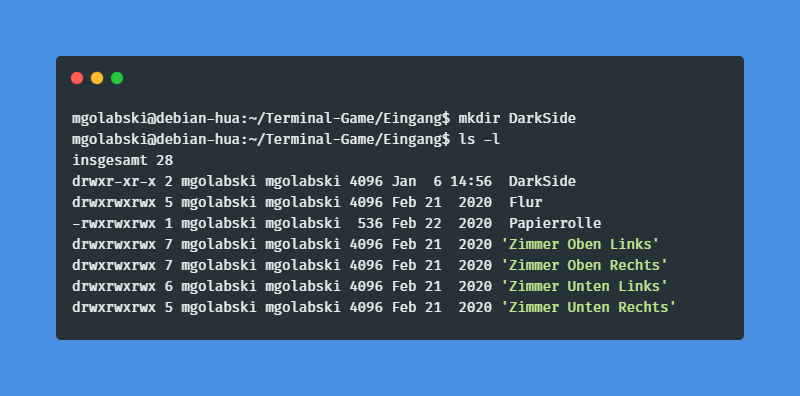 mgolabski@debian-hua:~/Terminal-Game/Eingang$ mkdir DarkSide
mgolabski@debian-hua:~/Terminal-Game/Eingang$ ls -l
insgesamt 28
drwxr-xr-x 2 mgolabski mgolabski 4096 Jan  6 14:56  DarkSide
drwxrwxrwx 5 mgolabski mgolabski 4096 Feb 21  2020  Flur
-rwxrwxrwx 1 mgolabski mgolabski  536 Feb 22  2020  Papierrolle
drwxrwxrwx 7 mgolabski mgolabski 4096 Feb 21  2020 'Zimmer Oben Links'
drwxrwxrwx 7 mgolabski mgolabski 4096 Feb 21  2020 'Zimmer Oben Rechts'
drwxrwxrwx 6 mgolabski mgolabski 4096 Feb 21  2020 'Zimmer Unten Links'
drwxrwxrwx 5 mgolabski mgolabski 4096 Feb 21  2020 'Zimmer Unten Rechts'